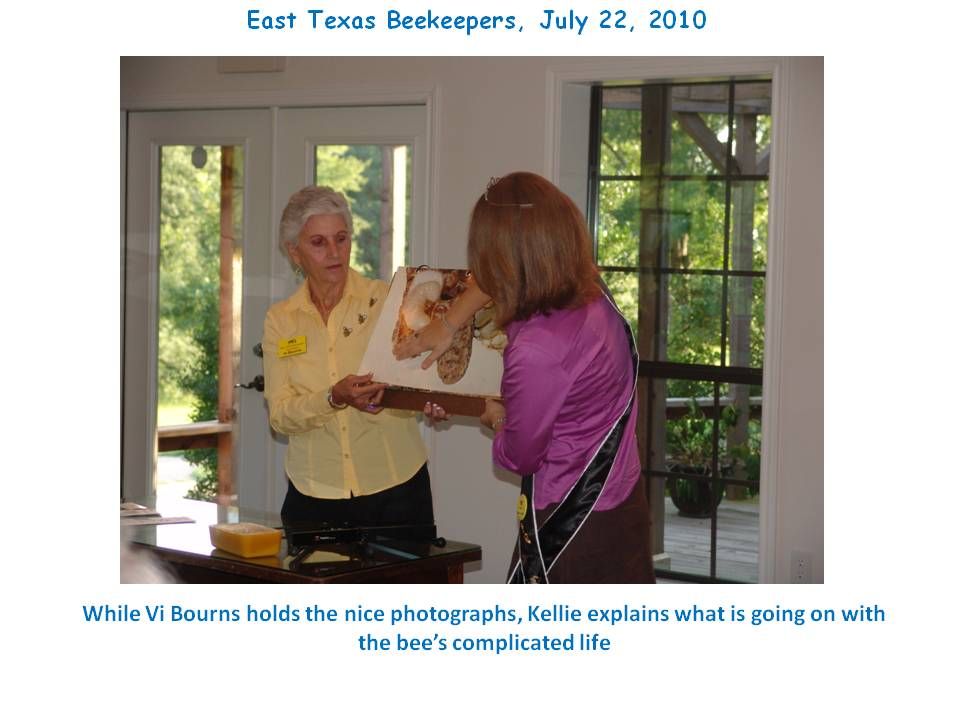 East Texas Beekeepers, July 22, 2010
While Vi Bourns holds the nice photographs, Kellie explains what is going on with
the bee's complicated life